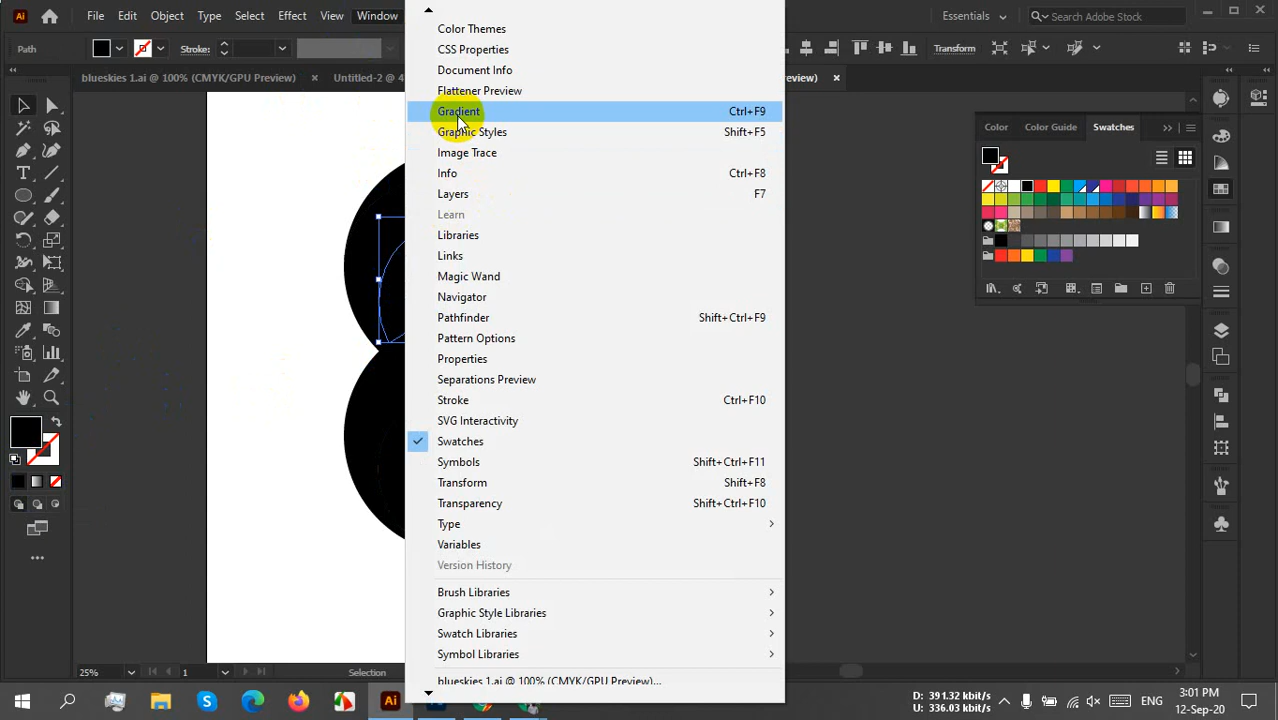 Ai File Edit Object Type Select Effect View Window Essentials Search Adobe Stock
Path Stroke: Transform
blueskies 1.ai @ 100% (CMYK/GPU Preview) × Untitled-2 @ 4 view) ×
Color Themes
CSS Properties
Document Info
Flattener Preview
Gradient Ctrl+F9
Graphic Styles Shift+F5
Image Trace
Info Ctrl+F8
Layers F7
Learn
Libraries
Links
Magic Wand
Navigator
Pathfinder Shift+Ctrl+F9
Pattern Options
Properties
Separations Preview
Stroke Ctrl+F10
SVG Interactivity
Swatches
Symbols Shift+Ctrl+F11
Transform Shift+F8
Transparency Shift+Ctrl+F10
Type
Variables
Version History
Brush Libraries
Graphic Style Libraries
Swatch Libraries
Symbol Libraries
blueskies 1.ai @ 100% (CMYK/GPU Preview)...
Color Color Guide Swatches
25% 1 Selection
Ai
D: 391.32 kbit/s
U: 336.03 kbit/s
ENG
3:01 PM
12-Sep-20